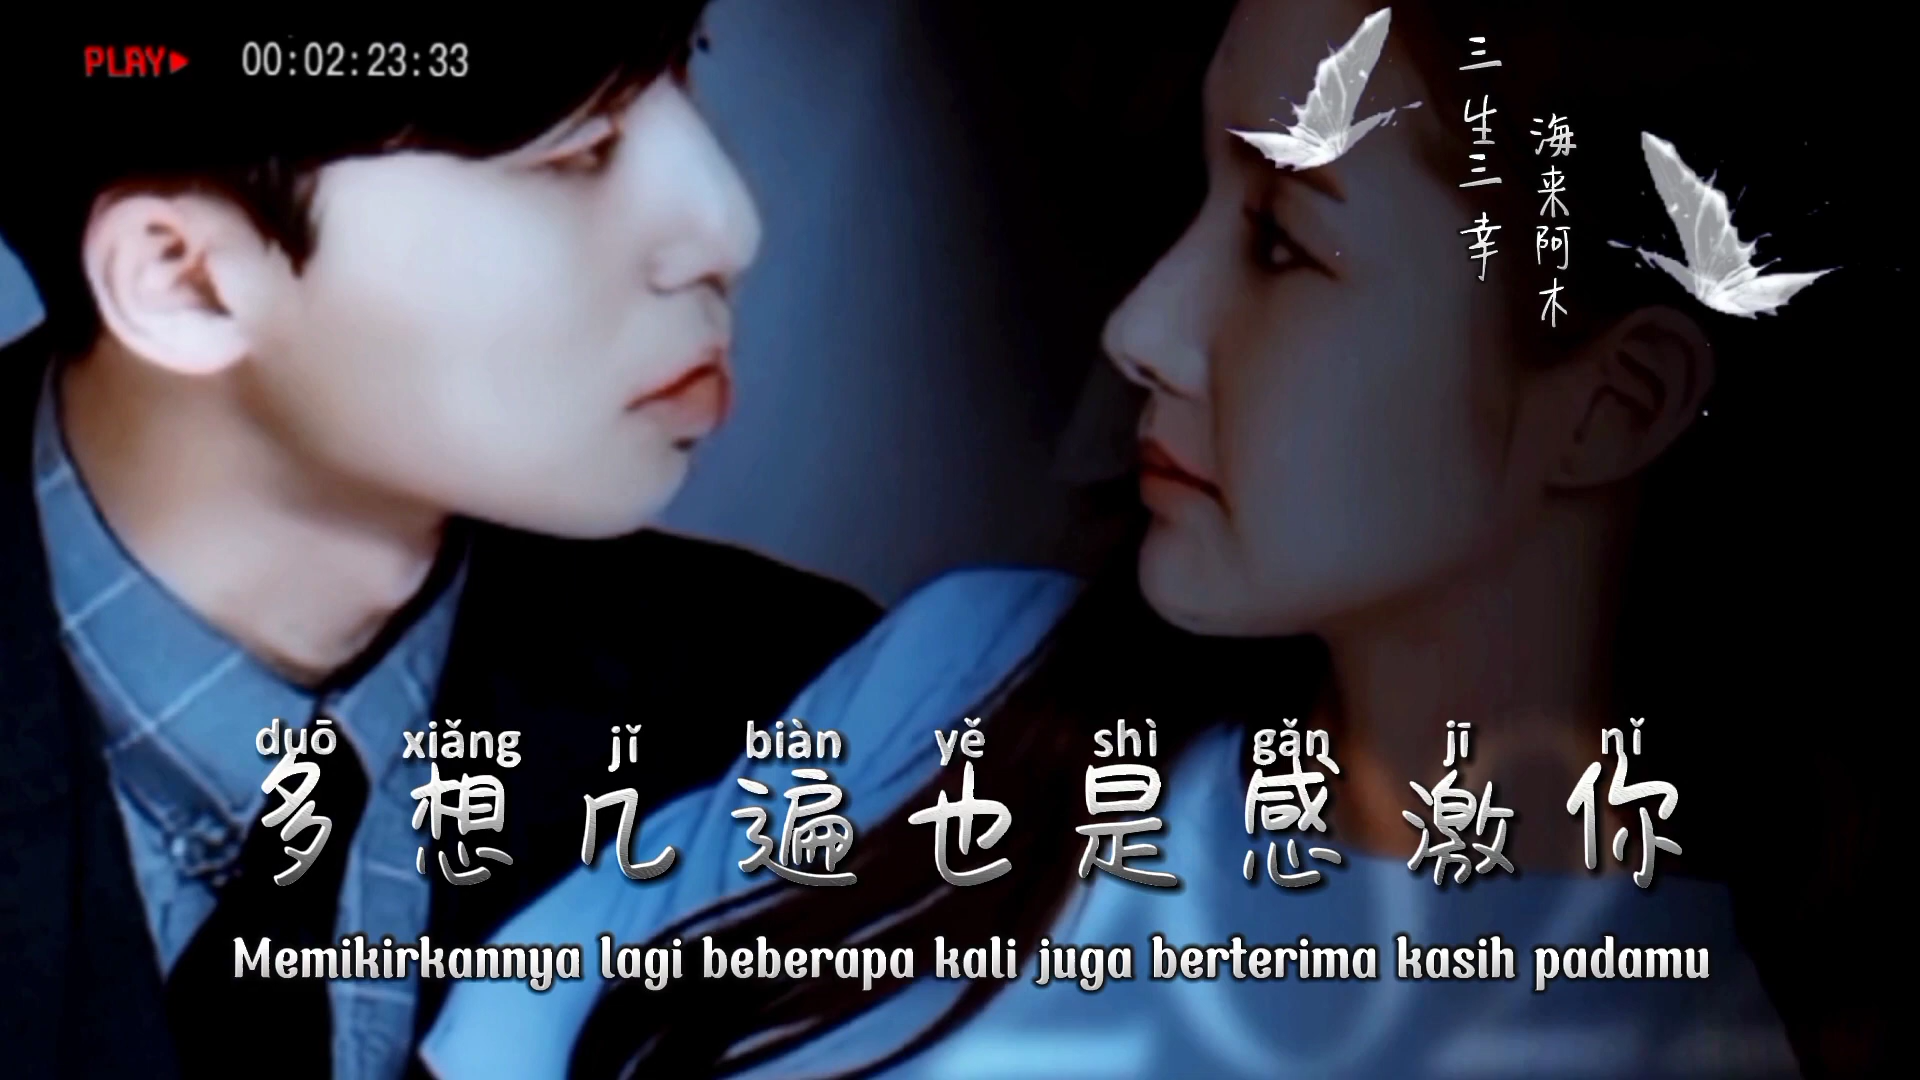 PLAY▶ 00:02:23:33
三生三幸
海来阿木
duō xiǎng jǐ biàn yě shì gǎn jī nǐ
多想几遍也是感激你
Memikirkannya lagi beberapa kali juga berterima kasih padamu